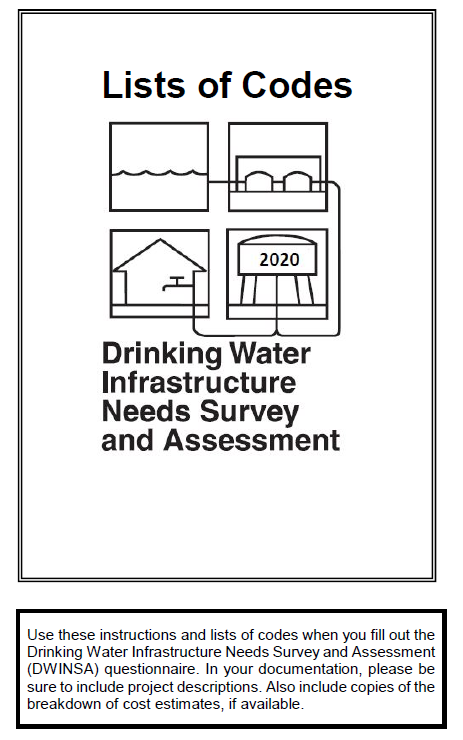 Lists of Codes
2020
Drinking Water
Infrastructure
Needs Survey
and Assessment
Use these instructions and lists of codes when you fill out the
Drinking Water Infrastructure Needs Survey and Assessment
(DWINSA) questionnaire. In your documentation, please be
sure to include project descriptions. Also include copies of the
breakdown of cost estimates, if available.